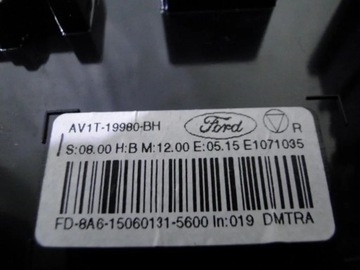 AV1T-19980-BH Ford R
S:08.00 H:B M:12.00 E:05.15 E1071035
FD-8A6-15060131-5600 In:019 DMTRA